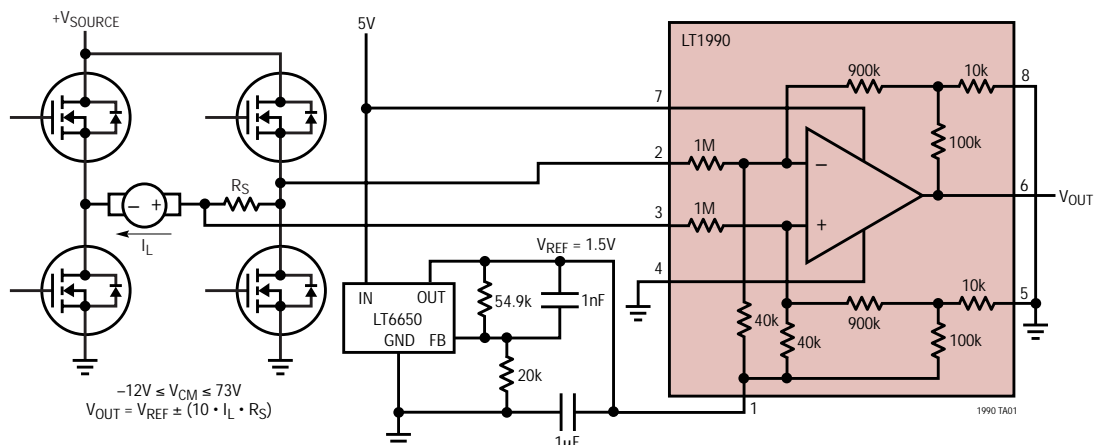 +VSOURCE
5V
LT1990
900k
10k
8
7
100k
1M
2
−
RS
6
VOUT
− +
3
1M
+
IL
VREF = 1.5V
4
IN OUT
54.9k
1nF
10k
5
LT6650
900k
GND FB
40k
40k
100k
20k
−12V ≤ VCM ≤ 73V
VOUT = VREF ± (10 • IL • RS)
1
1990 TA01
1µF